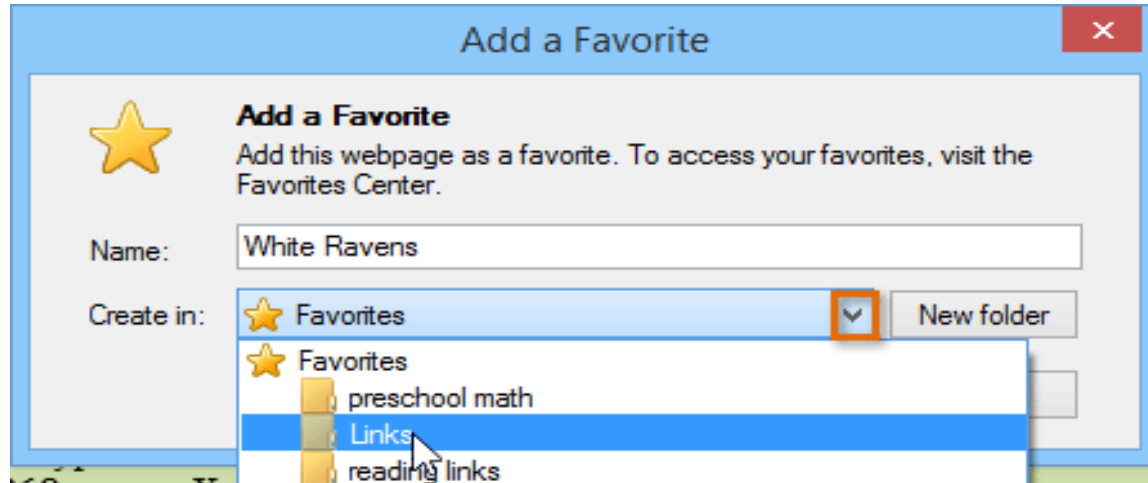 Add a Favorite
Add a Favorite
Add this webpage as a favorite. To access your favorites, visit the
Favorites Center.
Name: White Ravens
Create in: Favorites New folder
Favorites
preschool math
Links
reading links